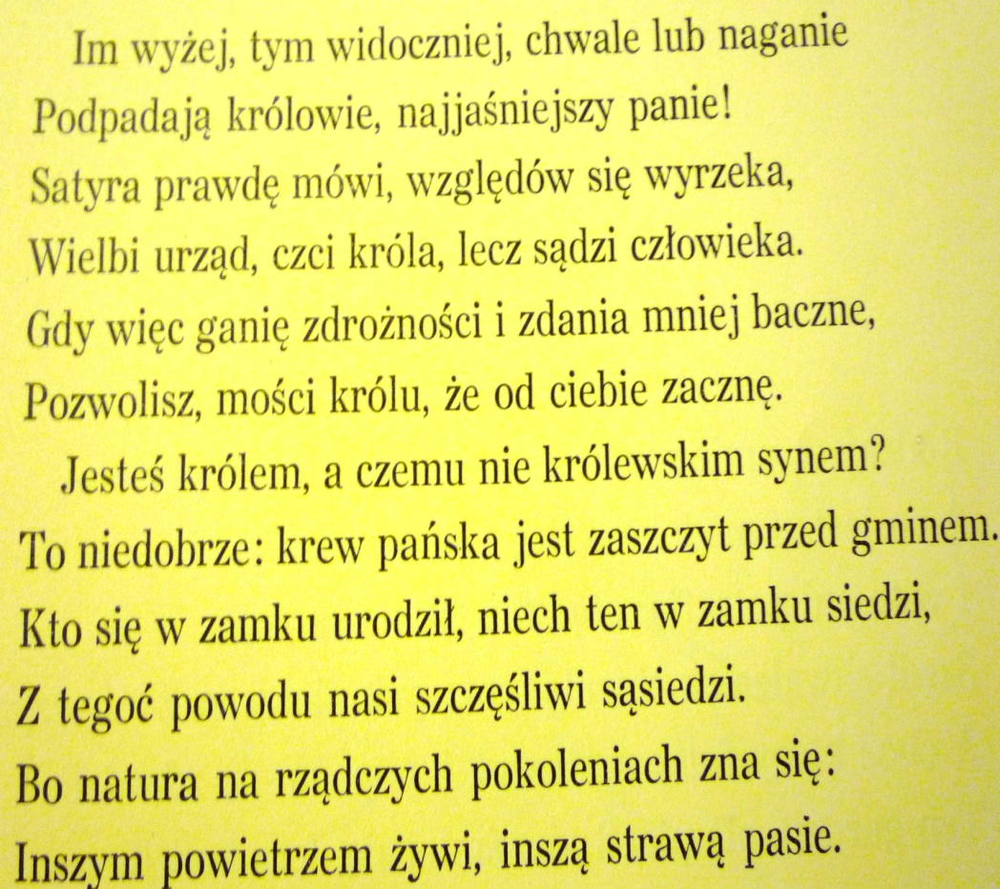 Im wyżej, tym widoczniej, chwale lub naganie
Podpadają królowie, najjaśniejszy panie!
Satyra prawdę mówi, względów się wyrzeka,
Wielbi urząd, czci króla, lecz sądzi człowieka.
Gdy więc ganię zdrożności i zdania mniej baczne,
Pozwolisz, mości królu, że od ciebie zacznę.
Jesteś królem, a czemu nie królewskim synem?
To niedobrze: krew pańska jest zaszczyt przed gminem.
Kto się w zamku urodził, niech ten w zamku siedzi,
Z tegoć powodu nasi szczęśliwi sąsiedzi.
Bo natura na rządczych pokoleniach zna się:
Inszym powietrzem żywi, inszą strawą pasie.